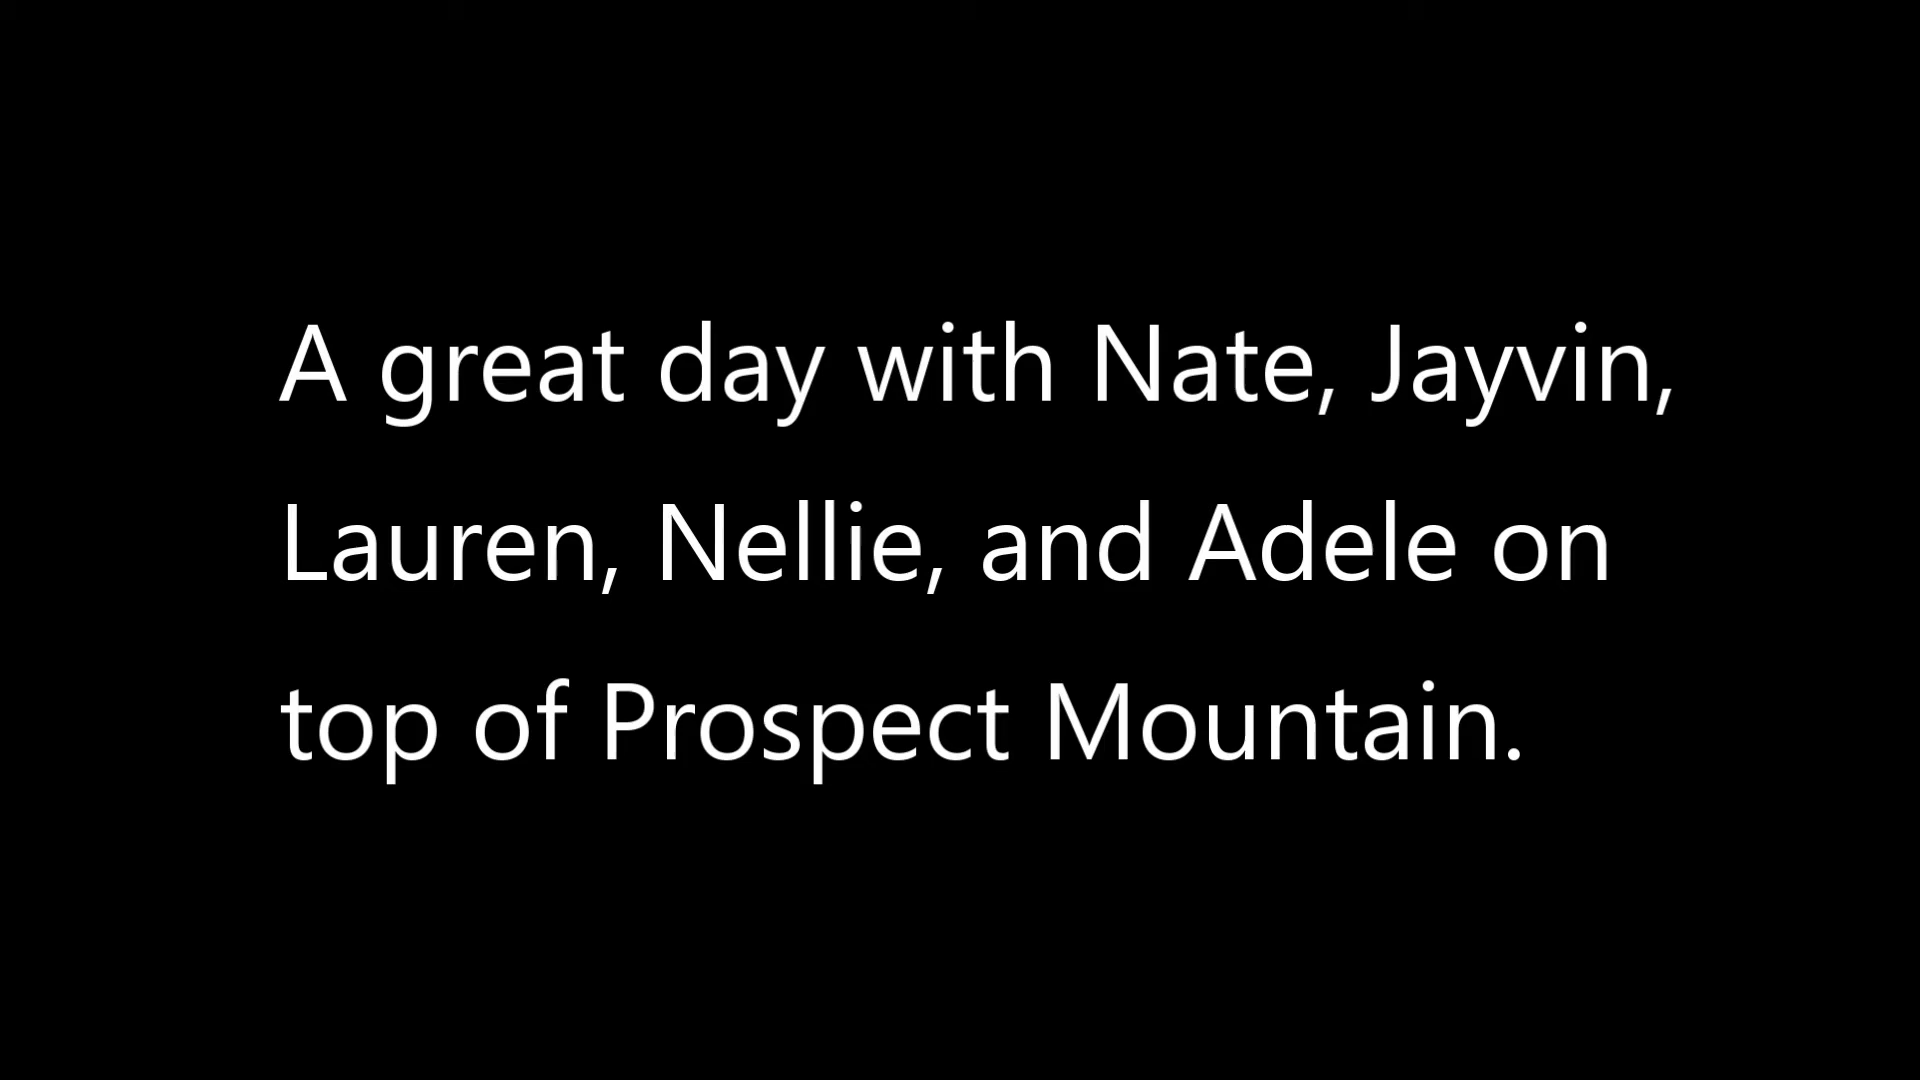 A great day with Nate, Jayvin,
Lauren, Nellie, and Adele on
top of Prospect Mountain.